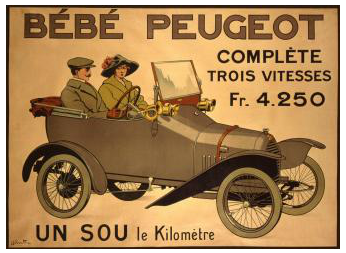 BÉBÉ PEUGEOT
COMPLÈTE
TROIS VITESSES
Fr. 4.250
UN SOU le Kilomètre